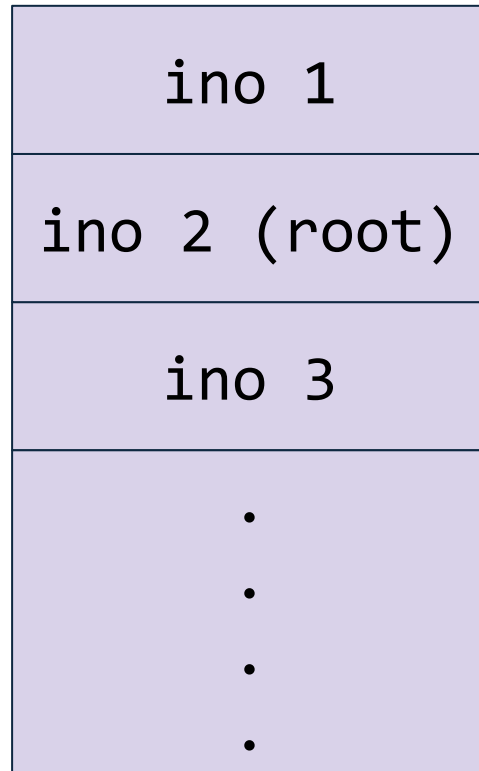 ino 1
ino 2 (root)
ino 3
.
.
.
.